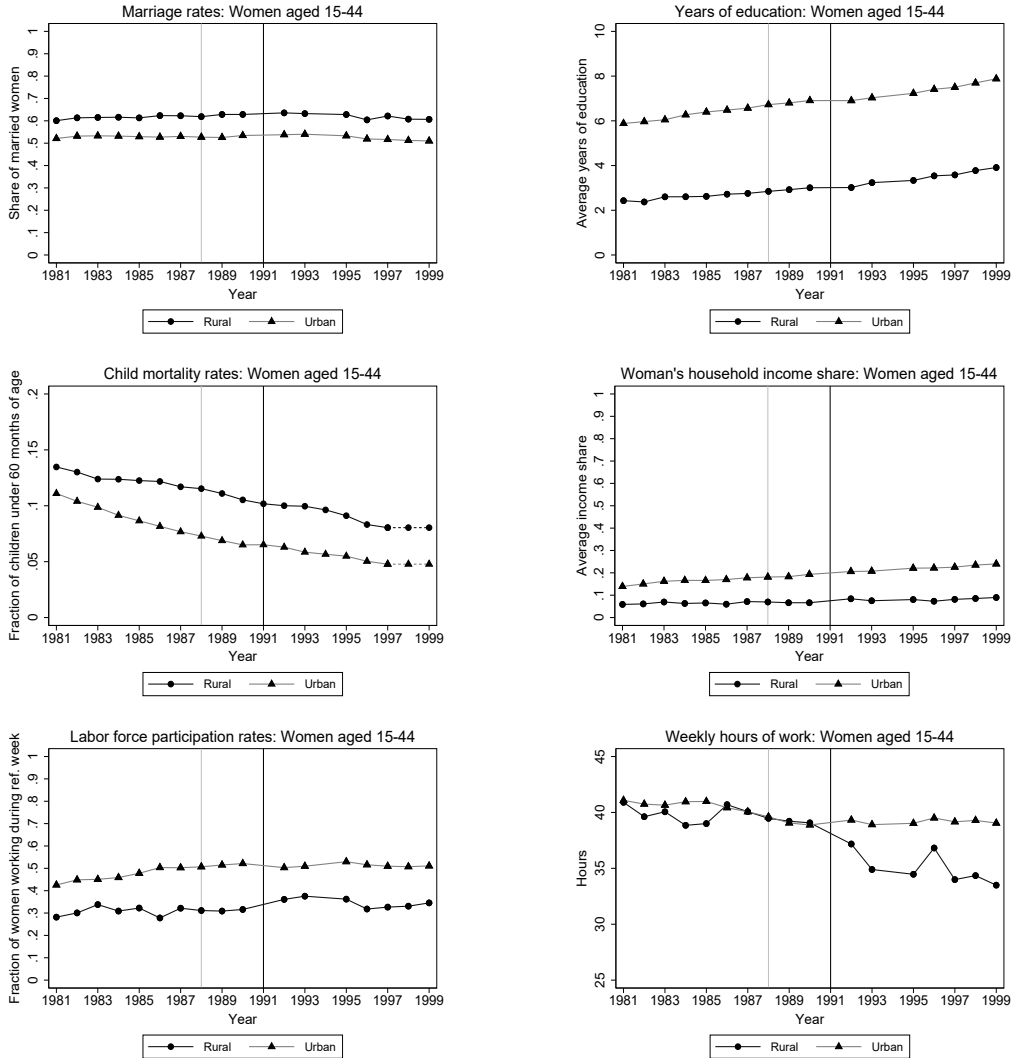 Marriage rates: Women aged 15-44
Share of married women
0 .1 .2 .3 .4 .5 .6 .7 .8 .9 1
1981 1983 1985 1987 1989 1991 1993 1995 1997 1999
Year
Rural Urban
Years of education: Women aged 15-44
Average years of education
0 2 4 6 8 10
1981 1983 1985 1987 1989 1991 1993 1995 1997 1999
Year
Rural Urban
Child mortality rates: Women aged 15-44
Fraction of children under 60 months of age
0 .05 .1 .15 .2
1981 1983 1985 1987 1989 1991 1993 1995 1997 1999
Year
Rural Urban
Woman's household income share: Women aged 15-44
Average income share
0 .1 .2 .3 .4 .5 .6 .7 .8 .9 1
1981 1983 1985 1987 1989 1991 1993 1995 1997 1999
Year
Rural Urban
Labor force participation rates: Women aged 15-44
Fraction of women working during ref. week
0 .1 .2 .3 .4 .5 .6 .7 .8 .9 1
1981 1983 1985 1987 1989 1991 1993 1995 1997 1999
Year
Rural Urban
Weekly hours of work: Women aged 15-44
Hours
25 30 35 40 45
1981 1983 1985 1987 1989 1991 1993 1995 1997 1999
Year
Rural Urban